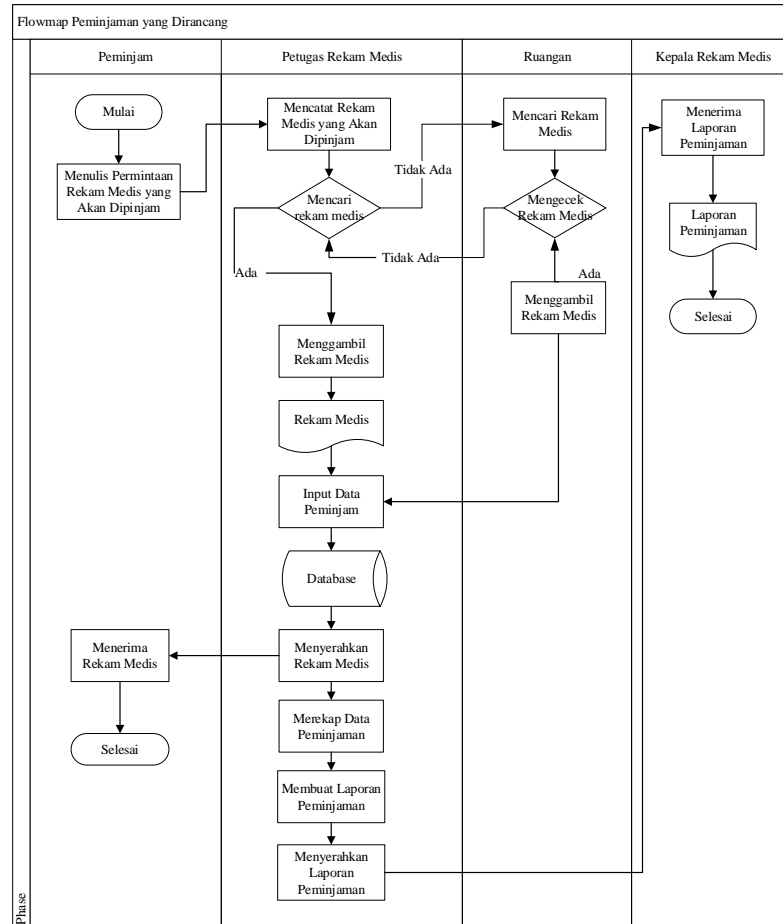 Flowmap Peminjaman yang Dirancang
Peminjam
Petugas Rekam Medis
Ruangan
Kepala Rekam Medis
Mulai
Menulis Permintaan
Rekam Medis yang
Akan Dipinjam
Mencatat Rekam
Medis yang Akan
Dipinjam
Mencari
rekam medis
Tidak Ada
Mencari Rekam
Medis
Mengecek
Rekam Medis
Tidak Ada
Ada
Ada
Menggambil
Rekam Medis
Menggambil
Rekam Medis
Rekam Medis
Input Data
Peminjam
Database
Menyerahkan
Rekam Medis
Menerima
Rekam Medis
Selesai
Merekap Data
Peminjaman
Membuat Laporan
Peminjaman
Menyerahkan
Laporan
Peminjaman
Menerima
Laporan
Peminjaman
Laporan
Peminjaman
Selesai
Phase